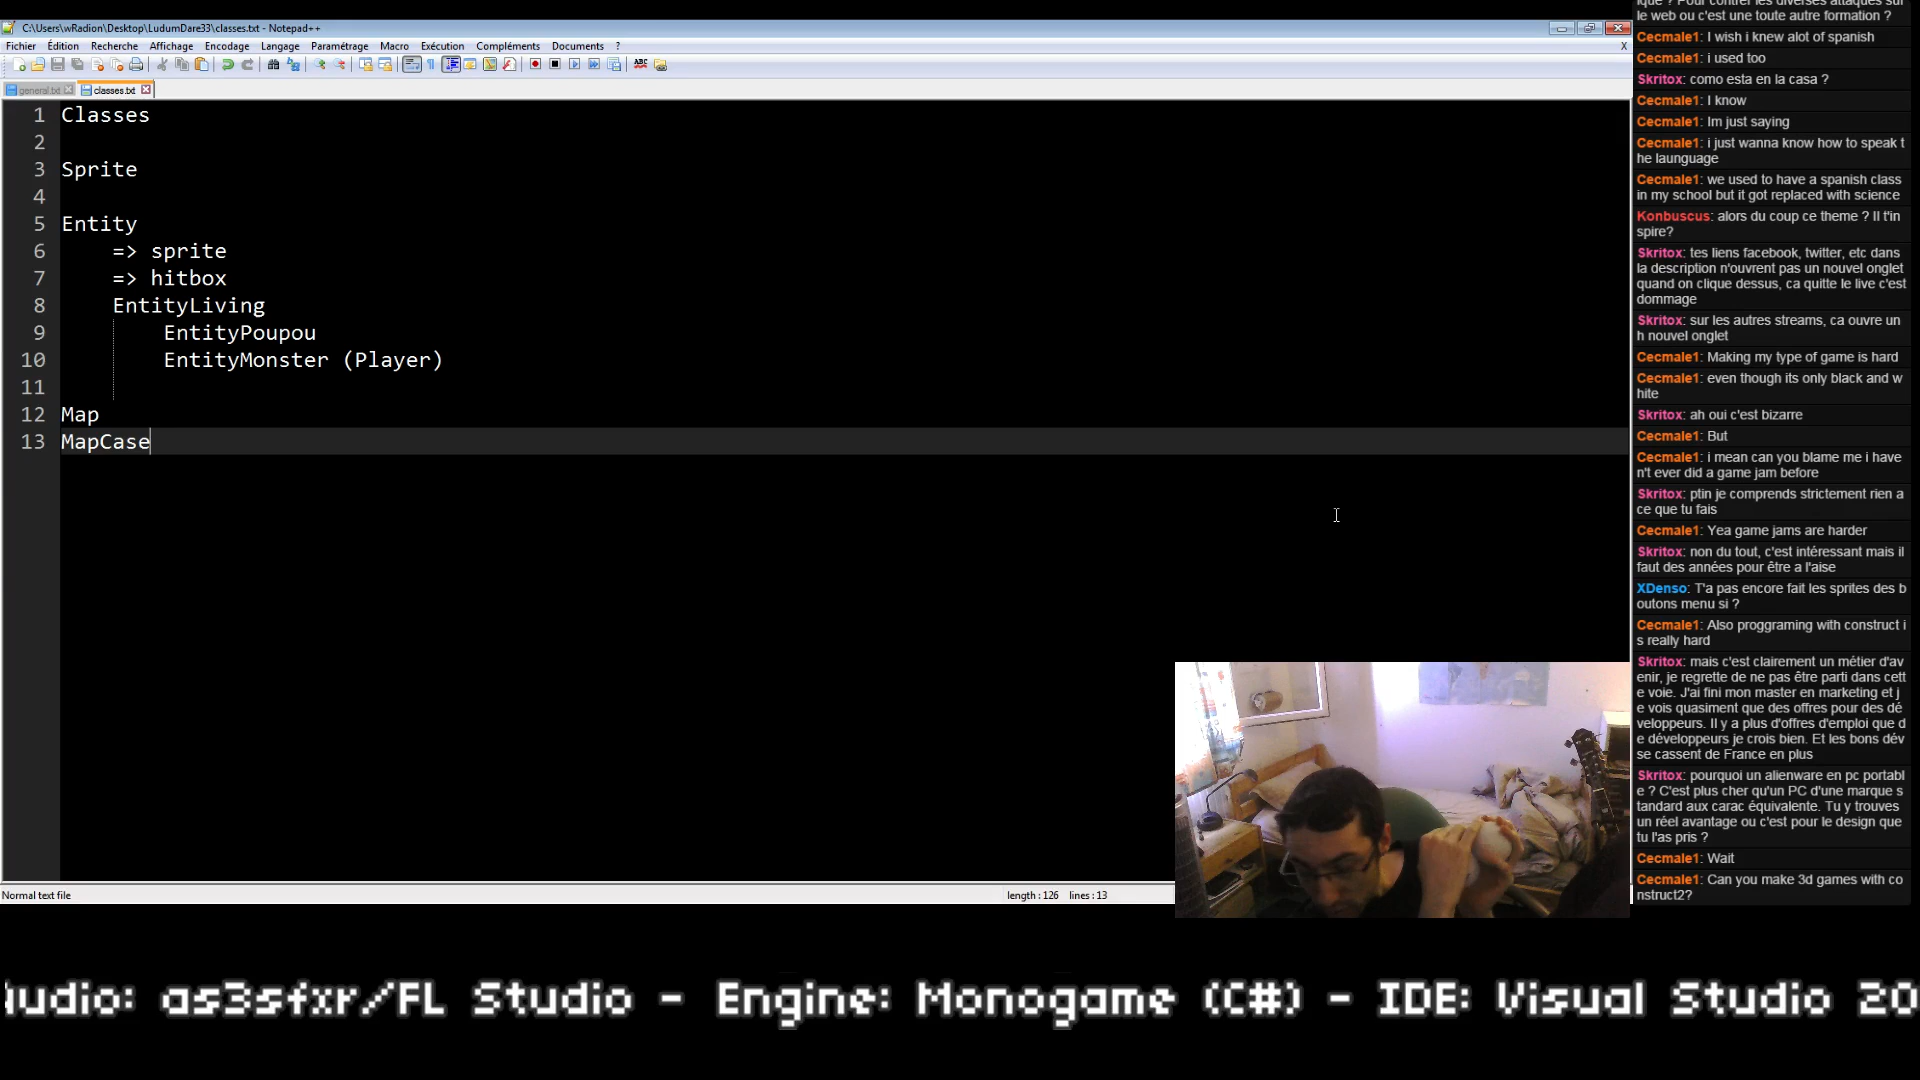 C:\Users\wRadion\Desktop\LudumDare33\classes.txt - Notepad++
Fichier Édition Recherche Affichage Encodage Langage Paramétrage Macro Exécution Compléments Documents ? X
general.txt classes.txt
1 Classes
2
3 Sprite
4
5 Entity
6 => sprite
7 => hitbox
8 EntityLiving
9 EntityPoupou
10 EntityMonster (Player)
11
12 Map
13 MapCase
Normal text file length : 126 lines : 13
ique ? Pour contrer les diverses attaques sur
le web ou c'est une toute autre formation ?
Cecmale1: I wish i knew alot of spanish
Cecmale1: i used too
Skritox: como esta en la casa ?
Cecmale1: I know
Cecmale1: Im just saying
Cecmale1: i just wanna know how to speak t
he launguage
Cecmale1: we used to have a spanish class
in my school but it got replaced with science
Konbuscus: alors du coup ce theme ? Il t'in
spire?
Skritox: tes liens facebook, twitter, etc dans
la description n'ouvrent pas un nouvel onglet
quand on clique dessus, ca quitte le live c'est
dommage
Skritox: sur les autres streams, ca ouvre un
h nouvel onglet
Cecmale1: Making my type of game is hard
Cecmale1: even though its only black and w
hite
Skritox: ah oui c'est bizarre
Cecmale1: But
Cecmale1: i mean can you blame me i have
n't ever did a game jam before
Skritox: ptin je comprends strictement rien a
ce que tu fais
Cecmale1: Yea game jams are harder
Skritox: non du tout, c'est intéressant mais il
faut des années pour être a l'aise
XDenso: T'a pas encore fait les sprites des b
outons menu si ?
Cecmale1: Also proggraming with construct i
s really hard
Skritox: mais c'est clairement un métier d'av
enir, je regrette de ne pas être parti dans cett
e voie. J'ai fini mon master en marketing et j
e vois quasiment que des offres pour des dé
veloppeurs. Il y a plus d'offres d'emploi que d
e développeurs je crois bien. Et les bons dév
se cassent de France en plus
Skritox: pourquoi un alienware en pc portabl
e ? C'est plus cher qu'un PC d'une marque s
tandard aux carac équivalente. Tu y trouves
un réel avantage ou c'est pour le design que
tu l'as pris ?
Cecmale1: Wait
Cecmale1: Can you make 3d games with co
nstruct2?
udio: as3sfxr/FL Studio - Engine: Monogame (C#) - IDE: Visual Studio 20